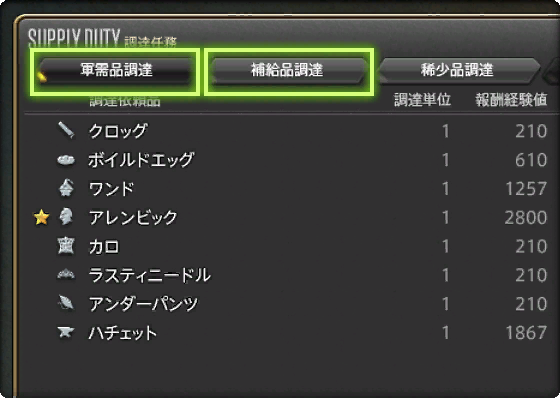 SUPPLY DUTY 調達任務
軍需品調達 補給品調達 稀少品調達
調達依頼品 調達単位 報酬経験値
クロッグ 1 210
ボイルドエッグ 1 610
ワンド 1 1257
アレンビック 1 2800
カロ 1 210
ラスティニードル 1 210
アンダーパンツ 1 210
ハチェット 1 1867